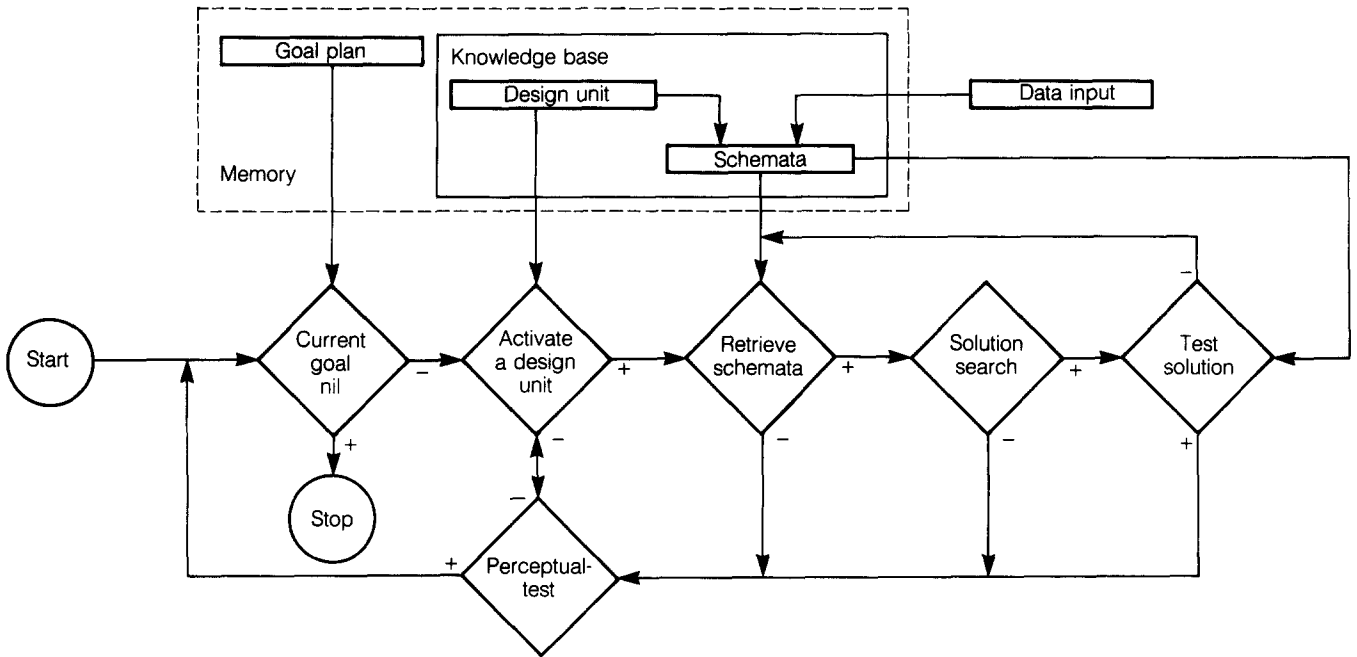 Goal plan
Knowledge base
Design unit
Data input
Schemata
Memory
Start
Current
goal
nil
Activate
a design
unit
Retrieve
schemata
Solution
search
Test
solution
−
+
+
+
−
+
−
−
−
+
Stop
−
+
Perceptual-
test